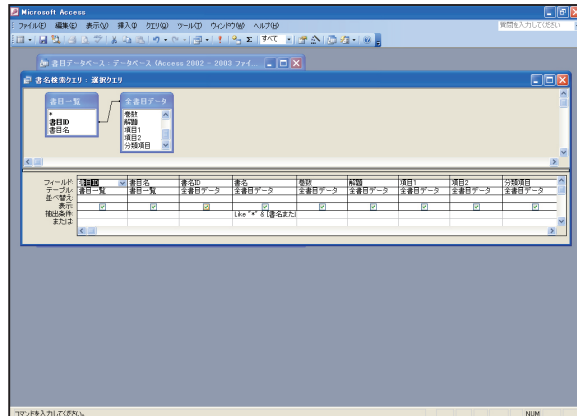 Microsoft Access
ファイル(F) 編集(E) 表示(V) 挿入(I) クエリ(Q) ツール(T) ウィンドウ(W) ヘルプ(H)
質問を入力してください
すべて
書目データベース : データベース (Access 2002 - 2003 ファイ...
書名検索クエリ : 選択クエリ
書目一覧
*
書目ID
書目名
全書目データ
巻数
解題
項目1
項目2
分類項目
フィールド: 書目ID 書目名 書名ID 書名 巻数 解題 項目1 項目2 分類項目
テーブル: 書目一覧 書目一覧 全書目データ 全書目データ 全書目データ 全書目データ 全書目データ 全書目データ 全書目データ
並べ替え:
表示:
抽出条件: Like "*" & [書名また
または:
コマンドを入力してください。
NUM